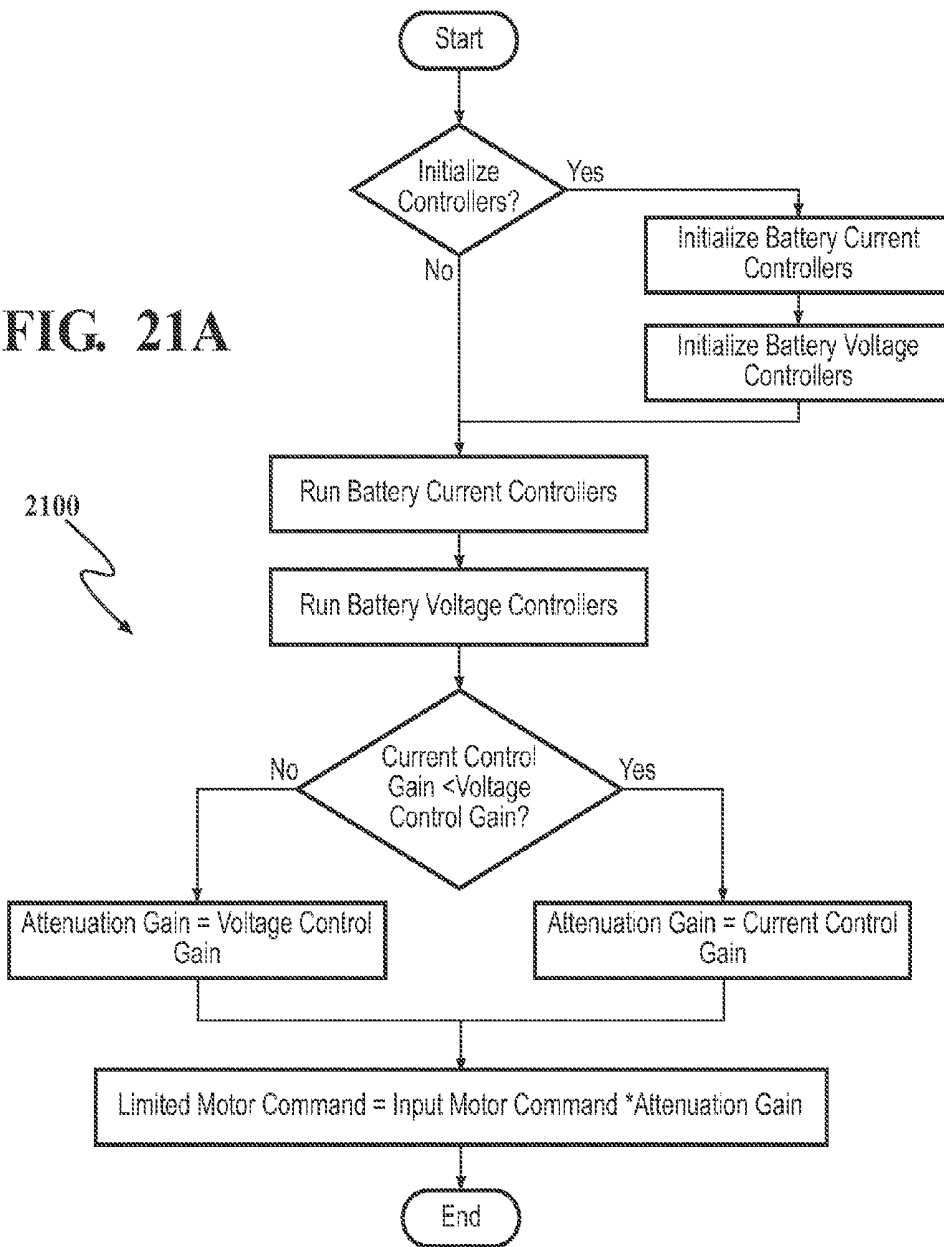 Start
Initialize
Controllers?
Yes
No
Initialize Battery Current
Controllers
Initialize Battery Voltage
Controllers
FIG. 21A
Run Battery Current Controllers
2100
Run Battery Voltage Controllers
Current Control
Gain <Voltage
Control Gain?
No
Yes
Attenuation Gain = Voltage Control
Gain
Attenuation Gain = Current Control
Gain
Limited Motor Command = Input Motor Command *Attenuation Gain
End